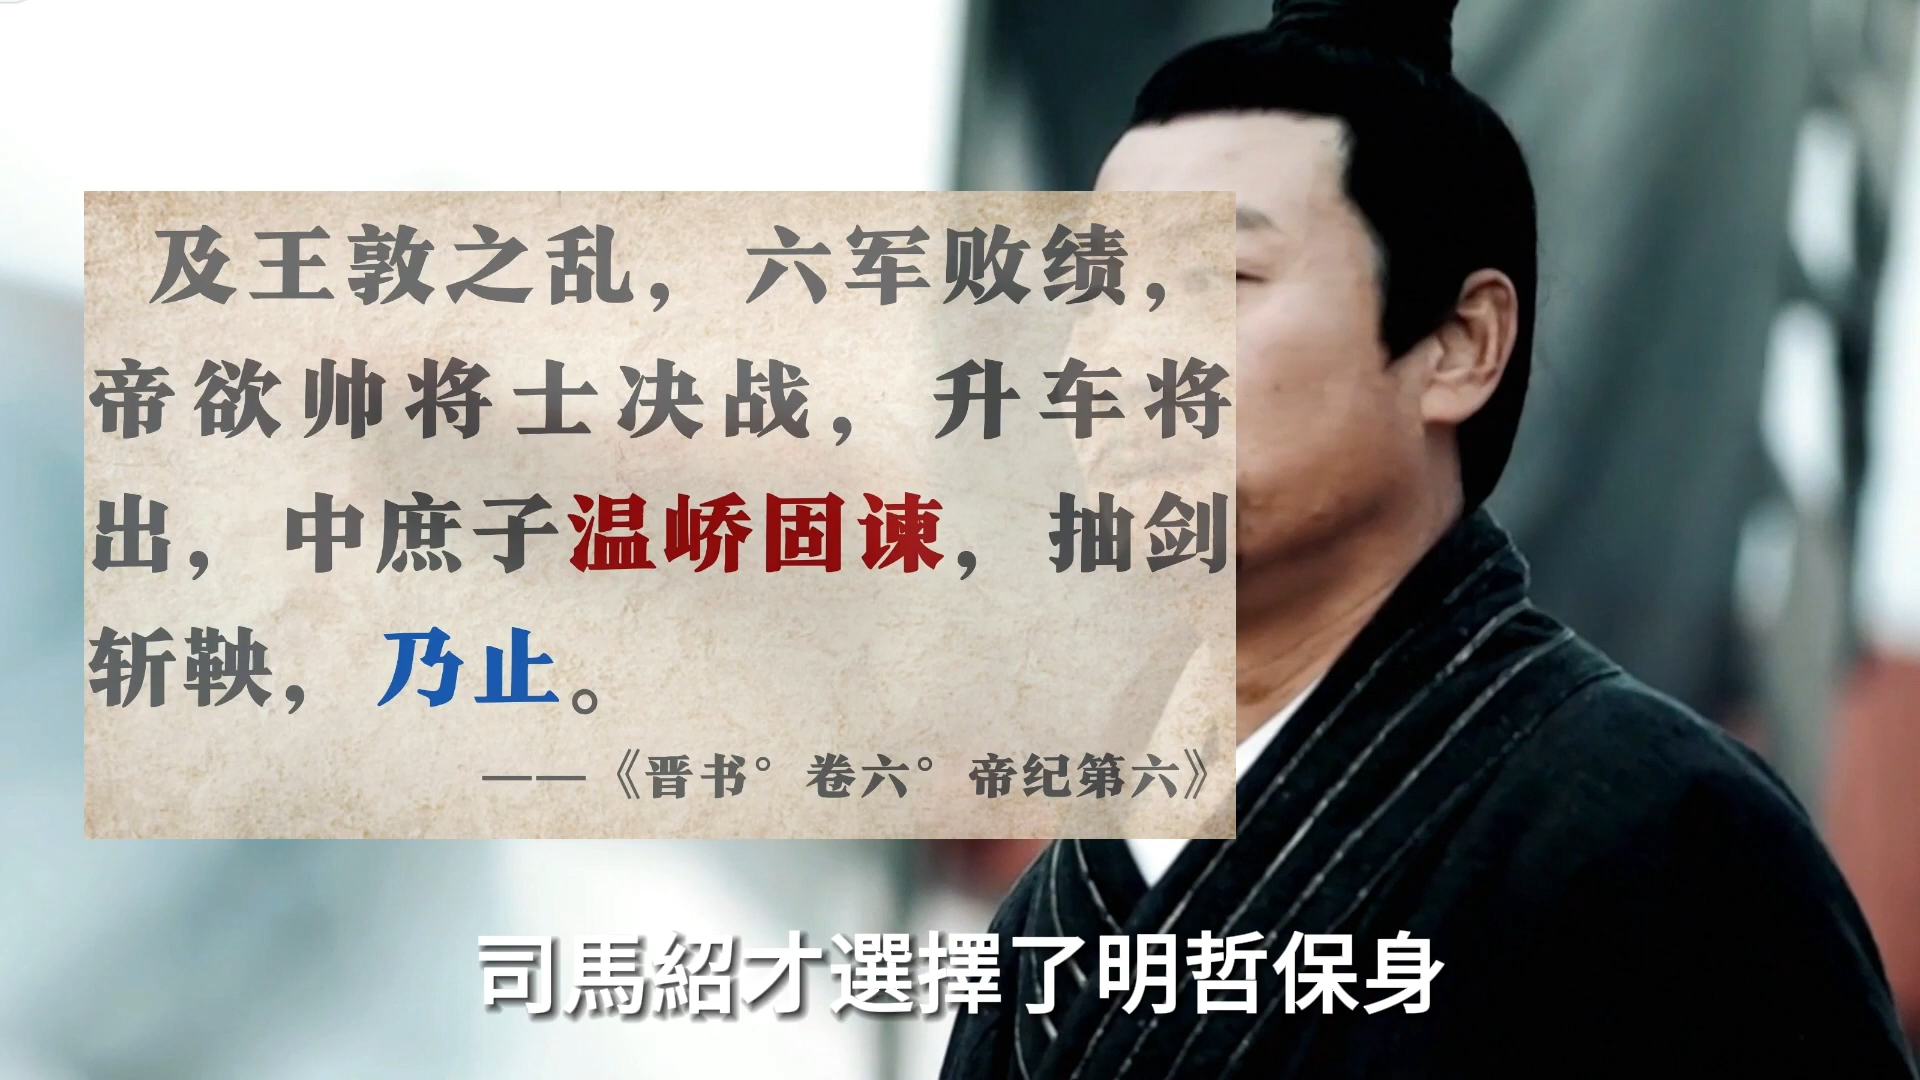 及王敦之乱，六军败绩，
帝欲帅将士决战，升车将
出，中庶子温峤固谏，抽剑
斩鞅，乃止。
——《晋书°卷六°帝纪第六》
司馬紹才選擇了明哲保身